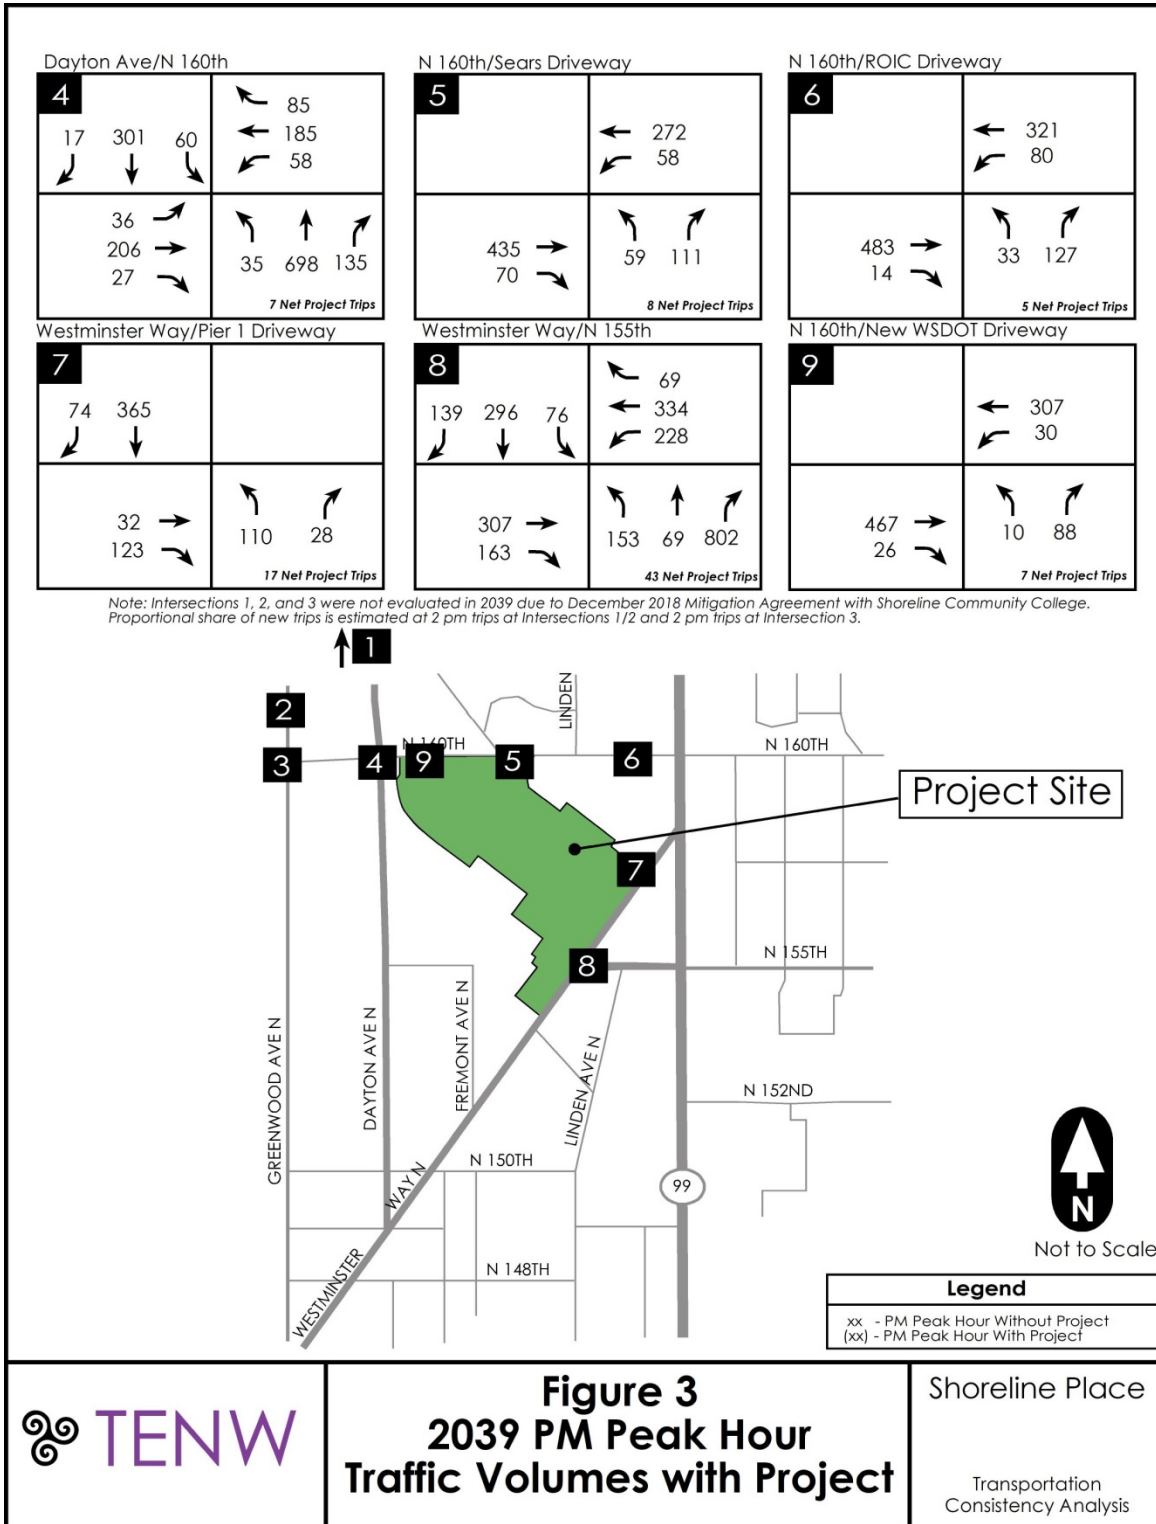 Dayton Ave/N 160th
4
17 301 60
85
185
58
36
206
27
35 698 135
7 Net Project Trips
N 160th/Sears Driveway
5
272
58
435
70
59 111
8 Net Project Trips
N 160th/ROIC Driveway
6
321
80
483
14
33 127
5 Net Project Trips
Westminster Way/Pier 1 Driveway
7
74 365
32
123
110 28
17 Net Project Trips
Westminster Way/N 155th
8
139 296 76
69
334
228
307
163
153 69 802
43 Net Project Trips
N 160th/New WSDOT Driveway
9
307
30
467
26
10 88
7 Net Project Trips
Note: Intersections 1, 2, and 3 were not evaluated in 2039 due to December 2018 Mitigation Agreement with Shoreline Community College.
Proportional share of new trips is estimated at 2 pm trips at Intersections 1/2 and 2 pm trips at Intersection 3.
1
2
LINDEN
N 160TH
N 160TH
3
4
9
5
6
Project Site
7
N 155TH
8
GREENWOOD AVE N
DAYTON AVE N
FREMONT AVE N
LINDEN AVE N
N 152ND
N 150TH
WAY N
99
N
Not to Scale
N 148TH
WESTMINSTER
Legend
xx - PM Peak Hour Without Project
(xx) - PM Peak Hour With Project
TENW
Figure 3
2039 PM Peak Hour
Traffic Volumes with Project
Shoreline Place
Transportation
Consistency Analysis